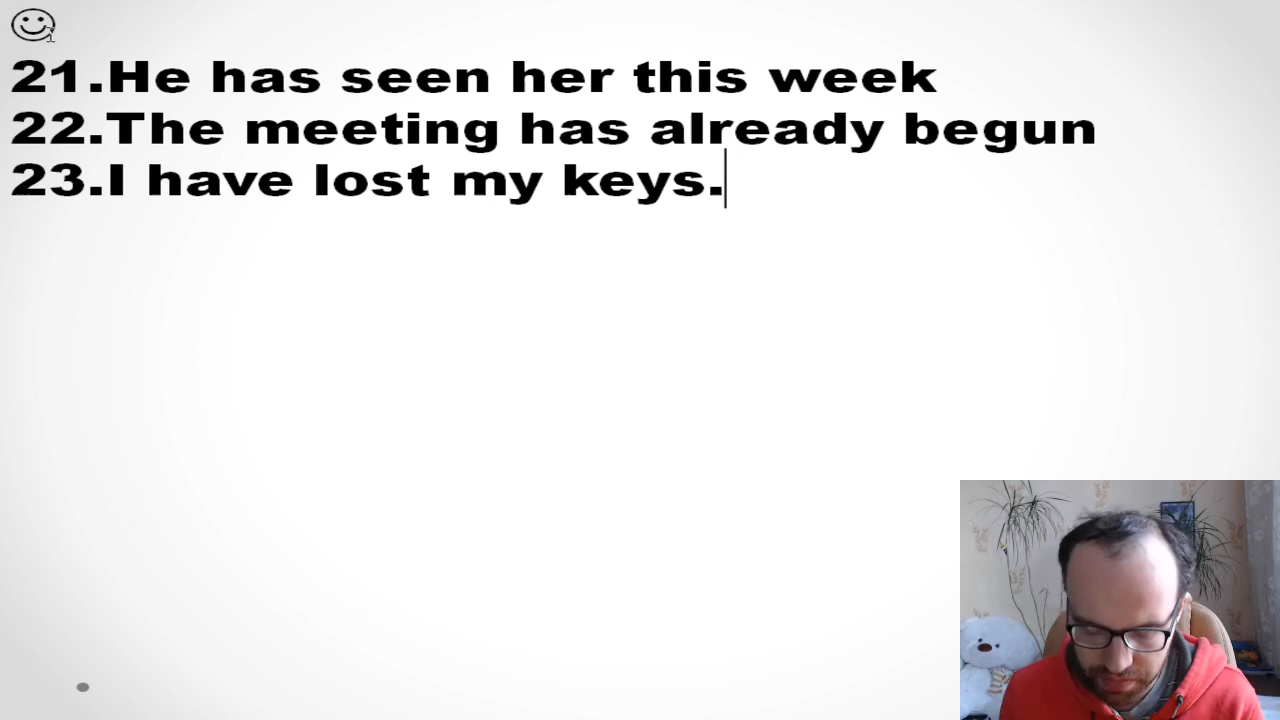 21.He has seen her this week
22.The meeting has already begun
23.I have lost my keys.